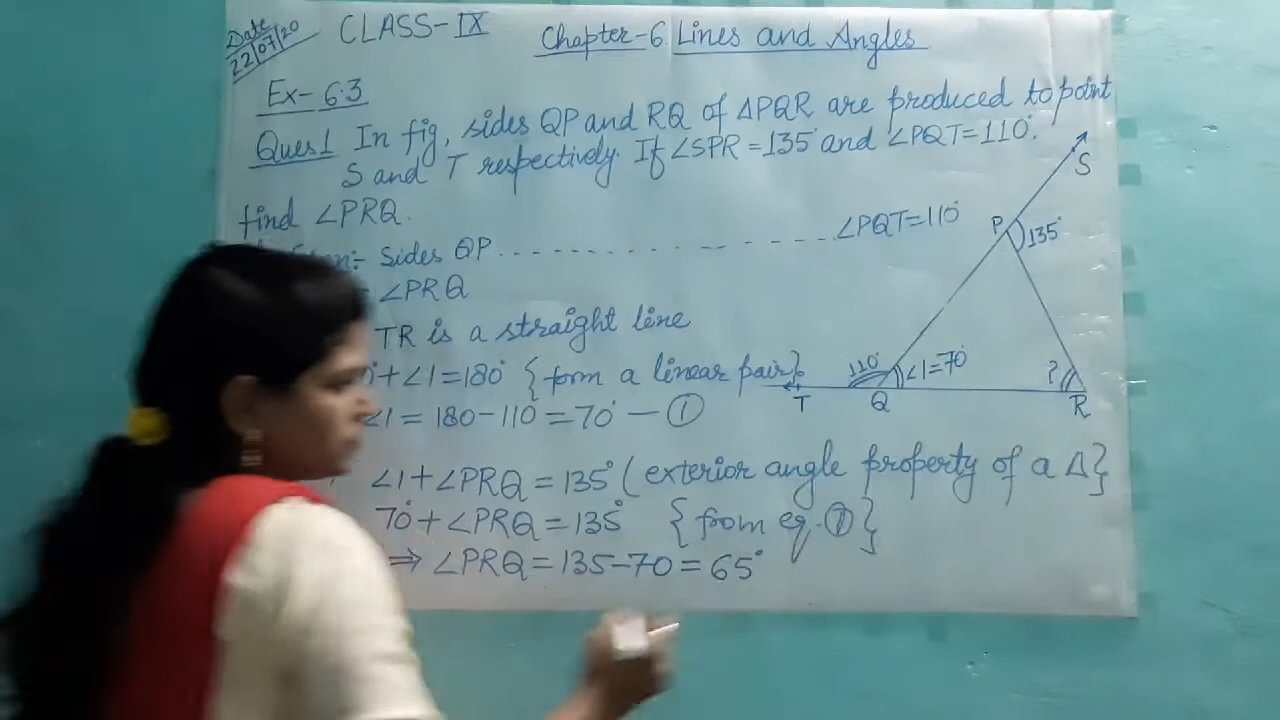 Date
22/07/20
CLASS-IX
Chapter-6 Lines and Angles
Ex- 6.3
Ques1 In fig, sides QP and RQ of ΔPQR are produced to point
S and T respectively. If ∠SPR = 135° and ∠PQT = 110°.
find ∠PRQ.
sides QP ............ ∠PQT = 110°
∠PRQ
TR is a straight line
+∠1 = 180° {form a linear pair}
∠1 = 180-110° = 70° — ①
∠1+∠PRQ = 135° (exterior angle property of a Δ}
70°+∠PRQ = 135° {from eq. ①}
⇒ ∠PRQ = 135-70 = 65°
S
P
135°
110°
∠1=70°
?
T
Q
R